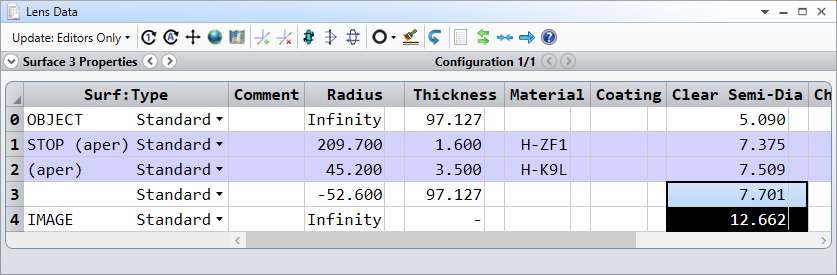 Lens Data
Update: Editors Only
Surface 3 Properties Configuration 1/1
Surf:Type Comment Radius Thickness Material Coating Clear Semi-Dia Ch
0 OBJECT Standard Infinity 97.127 5.090
1 STOP (aper) Standard 209.700 1.600 H-ZF1 7.375
2 (aper) Standard 45.200 3.500 H-K9L 7.509
3 Standard -52.600 97.127 7.701
4 IMAGE Standard Infinity - 12.662